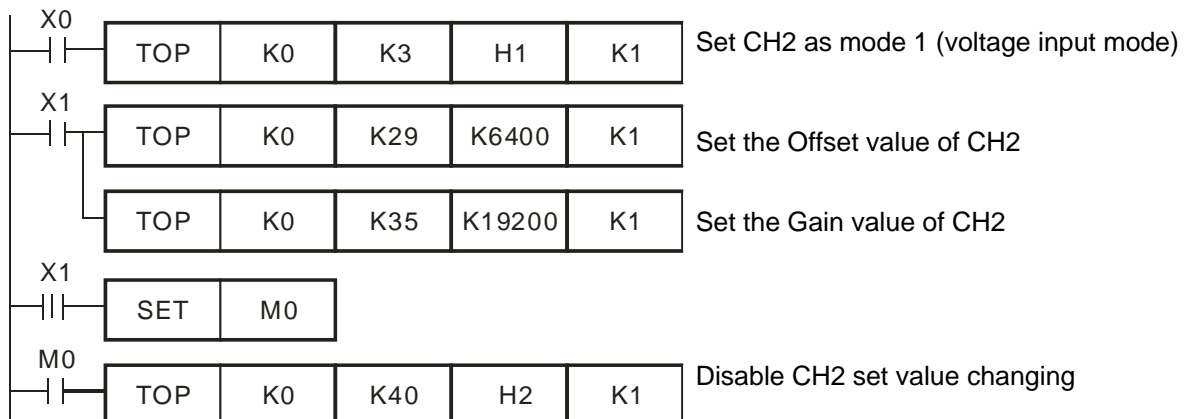 X0
TOP K0 K3 H1 K1 Set CH2 as mode 1 (voltage input mode)
X1
TOP K0 K29 K6400 K1 Set the Offset value of CH2
TOP K0 K35 K19200 K1 Set the Gain value of CH2
X1
SET M0
M0
TOP K0 K40 H2 K1 Disable CH2 set value changing